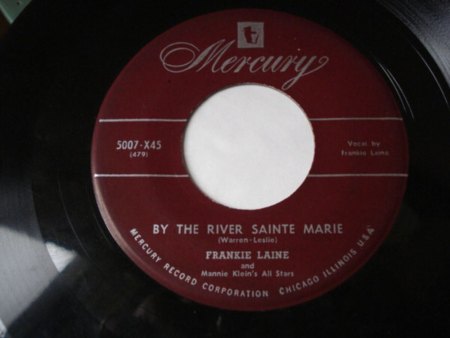 Mercury
5007-X45
(479)
Vocal by
Frankie Laine
BY THE RIVER SAINTE MARIE
(Warren-Leslie)
FRANKIE LAINE
and
Mannie Klein's All Stars
MERCURY RECORD CORPORATION CHICAGO ILLINOIS U.S.A